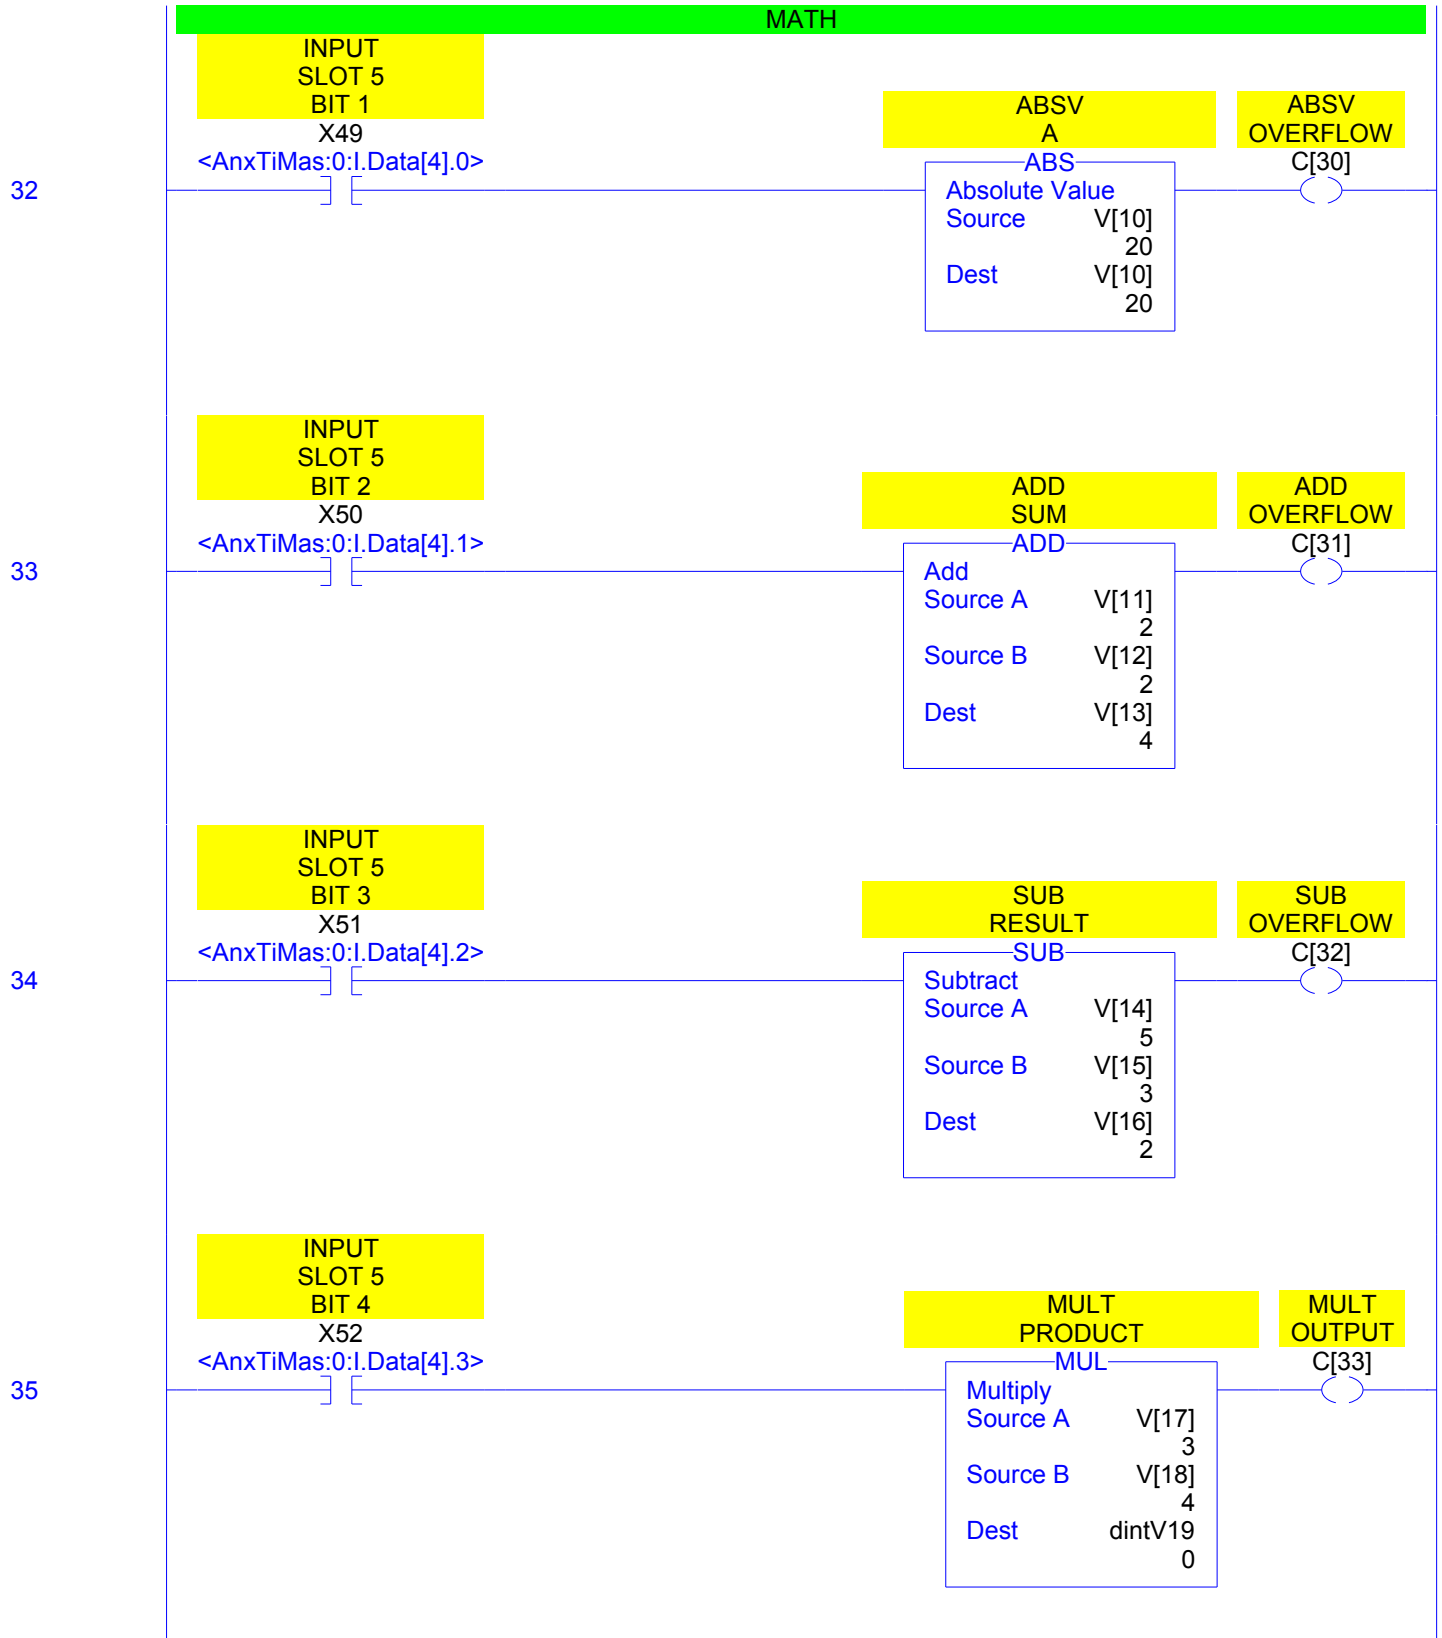 MATH
INPUT
SLOT 5
BIT 1
X49
<AnxTiMas:0:I.Data[4].0>
ABSV
A
ABSV
OVERFLOW
C[30]
32
ABS
Absolute Value
Source V[10]
20
Dest V[10]
20
INPUT
SLOT 5
BIT 2
X50
<AnxTiMas:0:I.Data[4].1>
ADD
SUM
ADD
OVERFLOW
C[31]
33
ADD
Add
Source A V[11]
2
Source B V[12]
2
Dest V[13]
4
INPUT
SLOT 5
BIT 3
X51
<AnxTiMas:0:I.Data[4].2>
SUB
RESULT
SUB
OVERFLOW
C[32]
34
SUB
Subtract
Source A V[14]
5
Source B V[15]
3
Dest V[16]
2
INPUT
SLOT 5
BIT 4
X52
<AnxTiMas:0:I.Data[4].3>
MULT
PRODUCT
MULT
OUTPUT
C[33]
35
MUL
Multiply
Source A V[17]
3
Source B V[18]
4
Dest dintV19
0